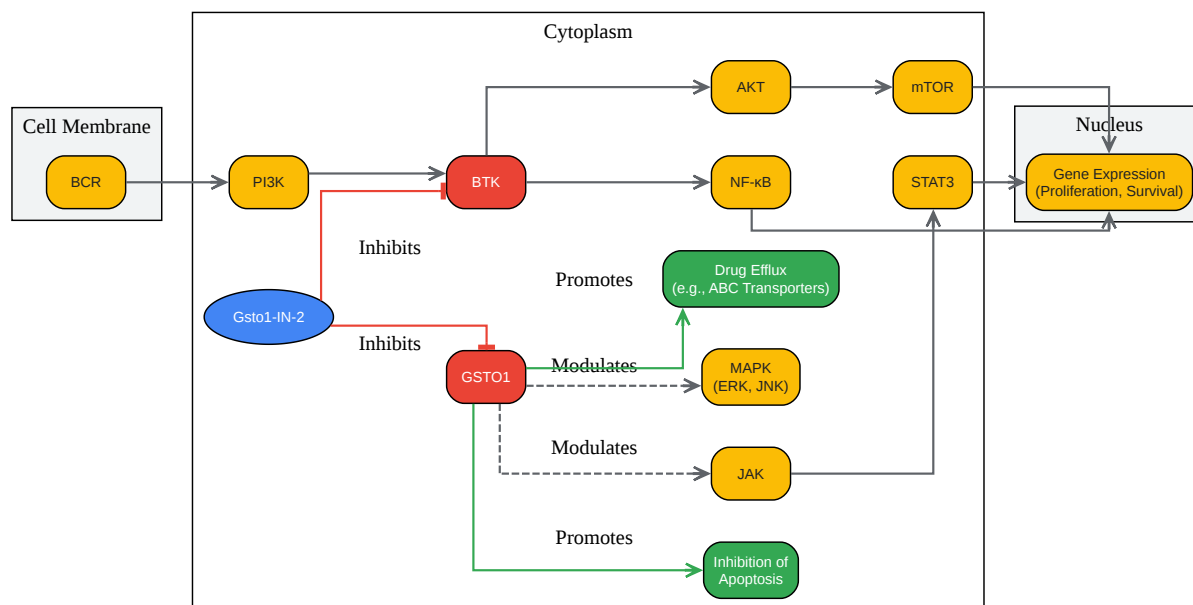 Cytoplasm
AKT
mTOR
Cell Membrane
Nucleus
BCR
PI3K
BTK
NF-κB
STAT3
Gene Expression
(Proliferation, Survival)
Inhibits
Promotes
Drug Efflux
(e.g., ABC Transporters)
Gsto1-IN-2
Inhibits
GSTO1
Modulates
MAPK
(ERK, JNK)
Modulates
JAK
Promotes
Inhibition of
Apoptosis